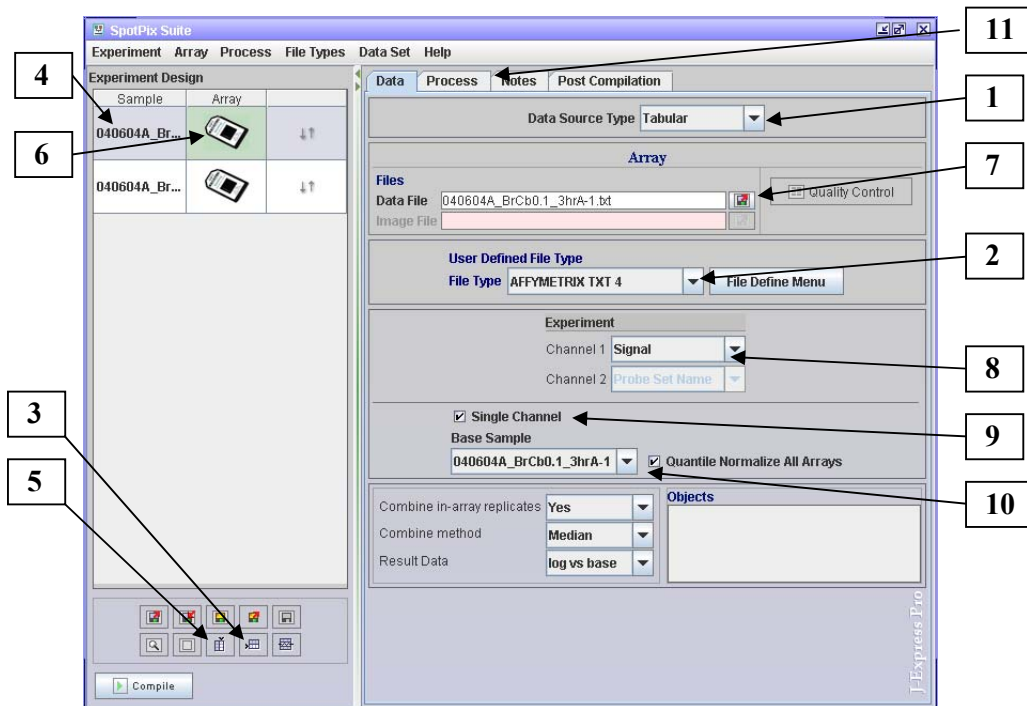 SpotPix Suite
Experiment Array Process File Types Data Set Help
Experiment Design
Sample Array
040604A_Br...
040604A_Br...
Compile
Data Process Notes Post Compilation
Data Source Type Tabular
Array
Files
Data File 040604A_BrCb0.1_3hrA-1.txt
Quality Control
Image File
User Defined File Type
File Type AFFYMETRIX TXT 4 File Define Menu
Experiment
Channel 1 Signal
Channel 2 Probe Set Name
Single Channel
Base Sample
040604A_BrCb0.1_3hrA-1 Quantile Normalize All Arrays
Combine in-array replicates Yes
Combine method Median
Result Data log vs base
Objects
J-Express Pro
4
6
3
5
11
1
7
2
8
9
10